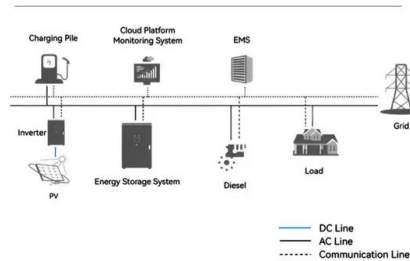 Charging Pile
Cloud Platform
Monitoring System
EMS
Grid
Inverter
PV
Energy Storage System
Diesel
Load
DC Line
AC Line
Communication Line